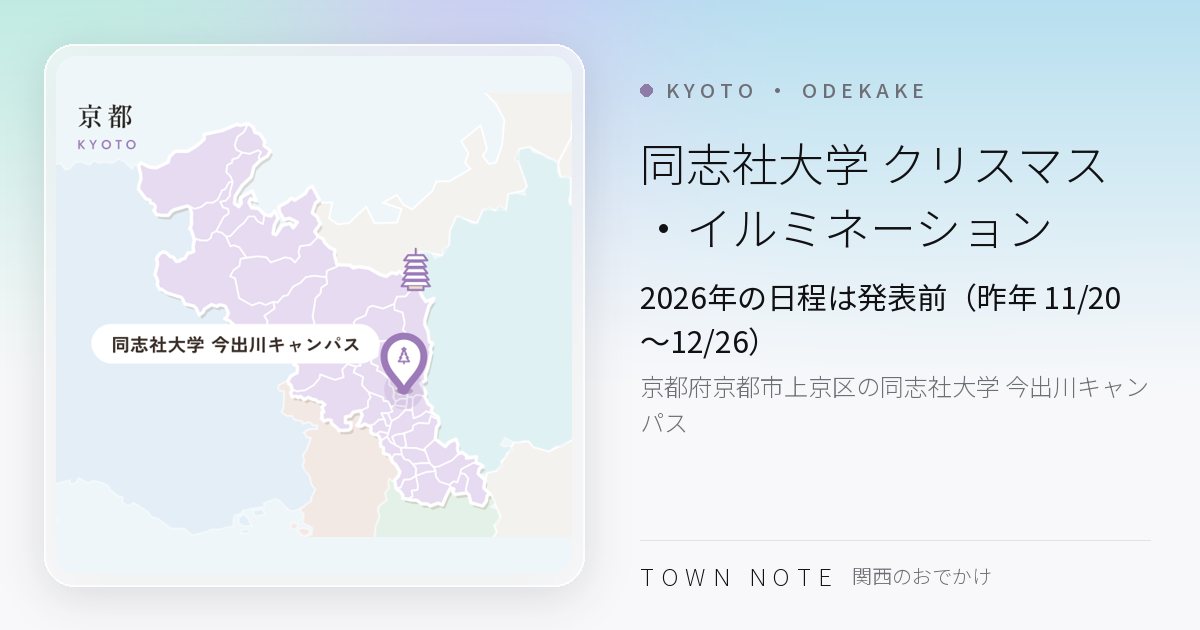 京都
KYOTO
同志社大学 今出川キャンパス
KYOTO・ODEKAKE
同志社大学 クリスマス
・イルミネーション
2026年の日程は発表前（昨年 11/20
〜12/26）
京都府京都市上京区の同志社大学 今出川キャン
パス
TOWN NOTE 関西のおでかけ